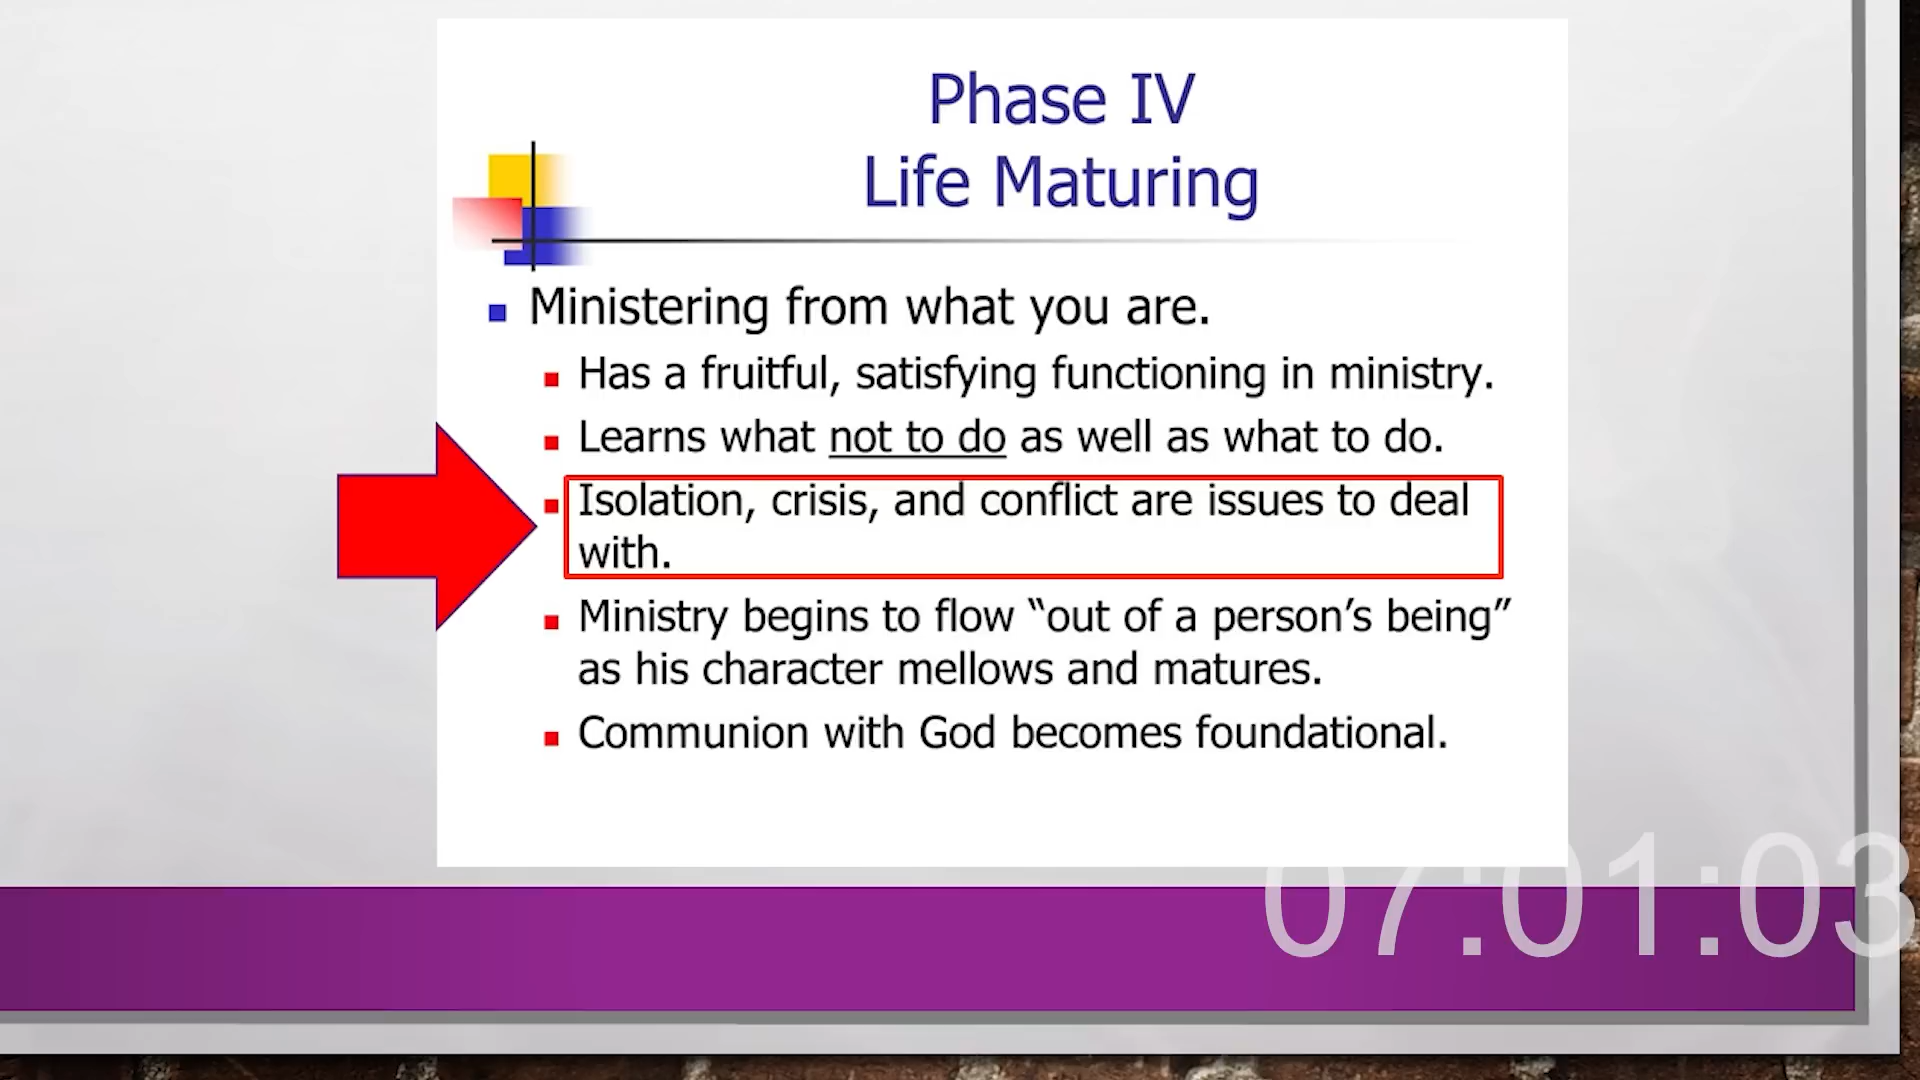 Phase IV
Life Maturing
Ministering from what you are.
Has a fruitful, satisfying functioning in ministry.
Learns what not to do as well as what to do.
Isolation, crisis, and conflict are issues to deal
with.
Ministry begins to flow “out of a person’s being”
as his character mellows and matures.
Communion with God becomes foundational.
07:01:03